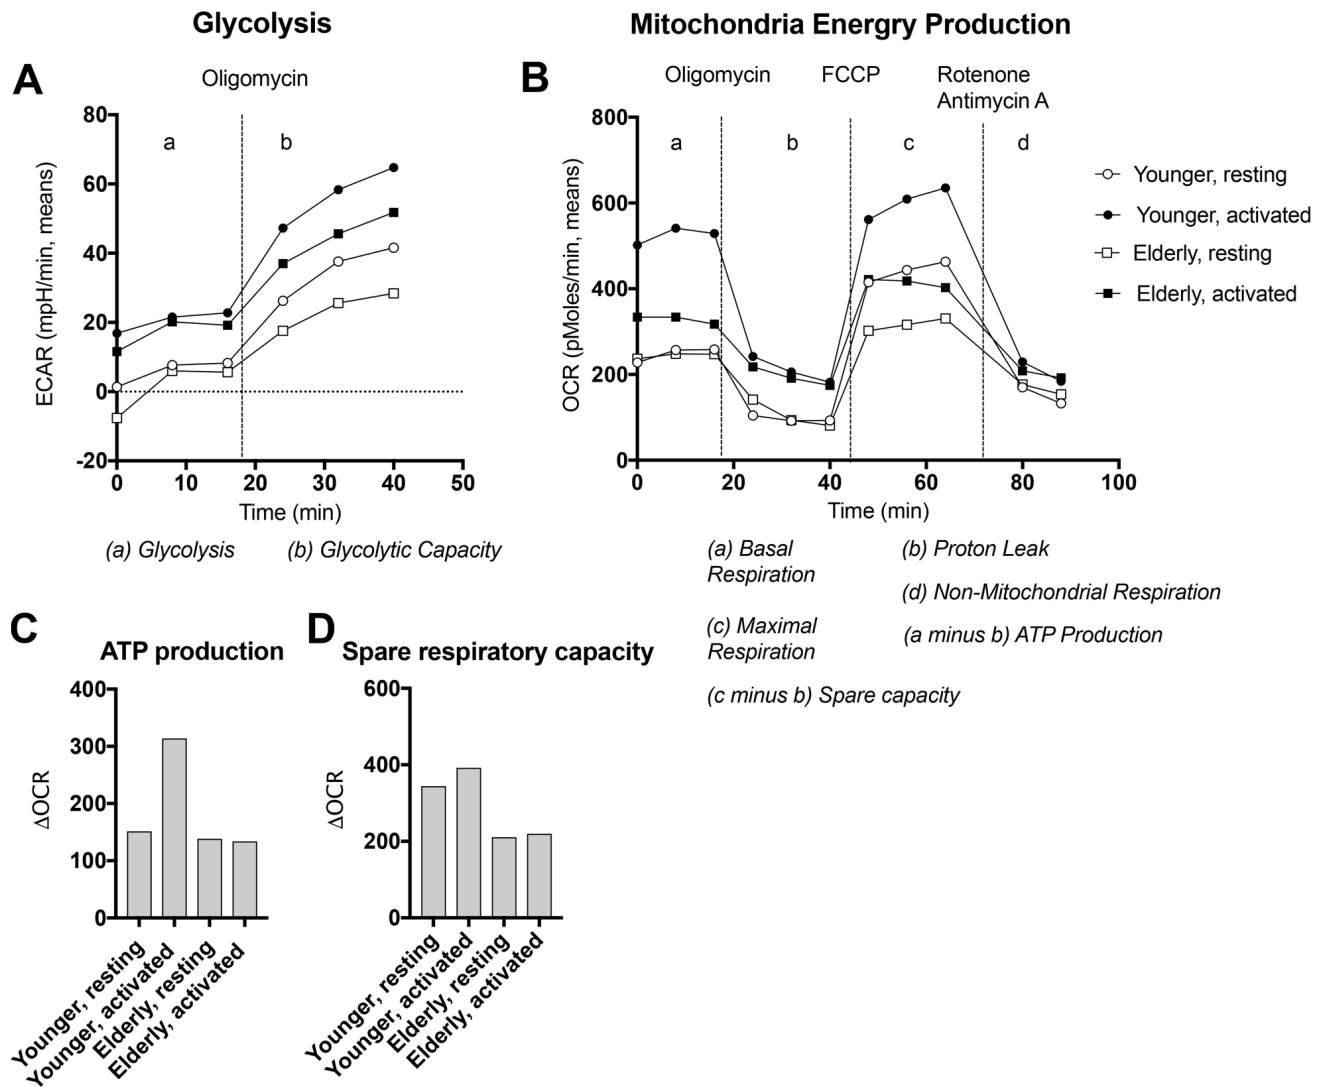 Glycolysis
Mitochondria Energry Production
A
Oligomycin
80
60
40
20
0
-20
a
b
ECAR (mpH/min, means)
0
10
20
30
40
50
Time (min)
(a) Glycolysis
(b) Glycolytic Capacity
B
Oligomycin
FCCP
Rotenone
Antimycin A
800
600
400
200
0
a
b
c
d
OCR (pMoles/min, means)
0
20
40
60
80
100
Time (min)
Younger, resting
Younger, activated
Elderly, resting
Elderly, activated
(a) Basal
Respiration
(b) Proton Leak
(d) Non-Mitochondrial Respiration
(c) Maximal
Respiration
(a minus b) ATP Production
(c minus b) Spare capacity
C
ATP production
400
300
200
100
0
ΔOCR
Younger, resting
Younger, activated
Elderly, resting
Elderly, activated
D
Spare respiratory capacity
600
400
200
0
ΔOCR
Younger, resting
Younger, activated
Elderly, resting
Elderly, activated